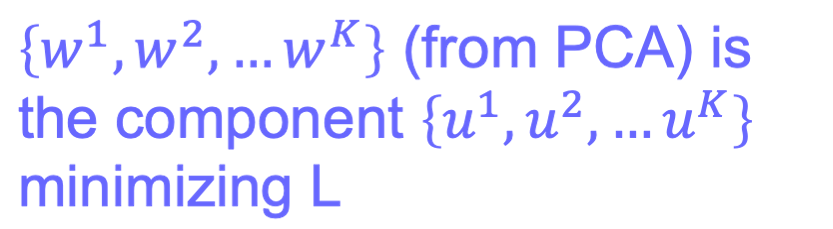 {w¹, w², … wᴷ} (from PCA) is
the component {u¹, u², … uᴷ}
minimizing L